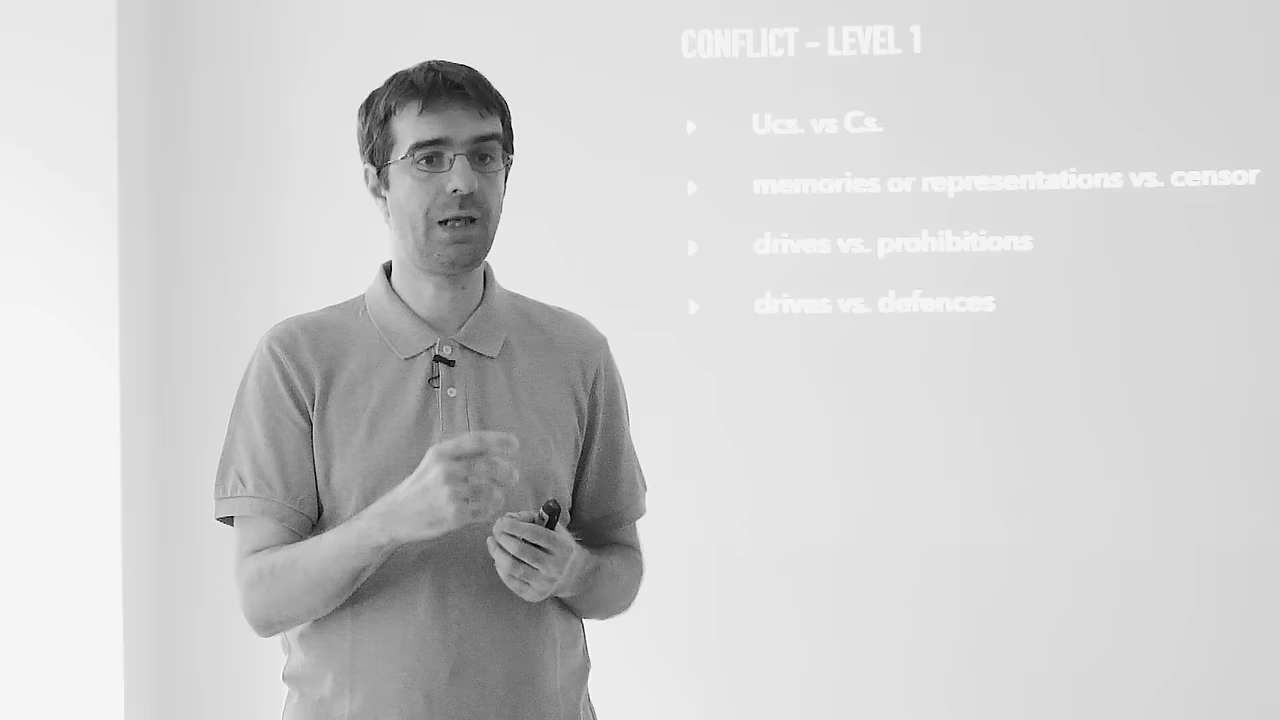 CONFLICT – LEVEL 1
Ucs. vs Cs.
memories or representations vs. censor
drives vs. prohibitions
drives vs. defences